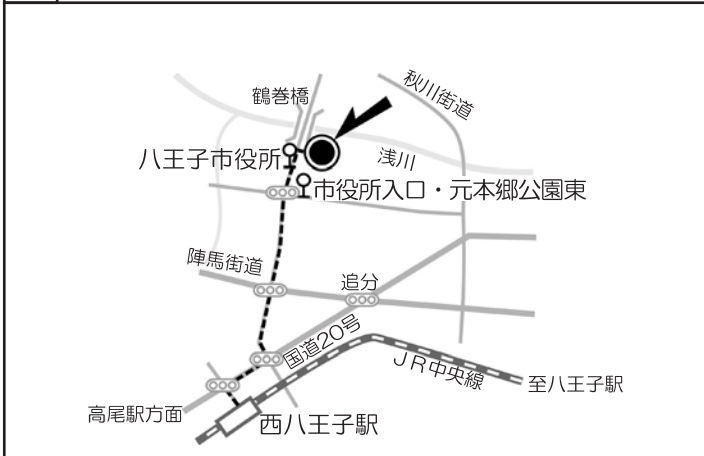 鶴巻橋
秋川街道
八王子市役所
浅川
市役所入口・元本郷公園東
陣馬街道
追分
国道20号
JR中央線
至八王子駅
高尾駅方面
西八王子駅